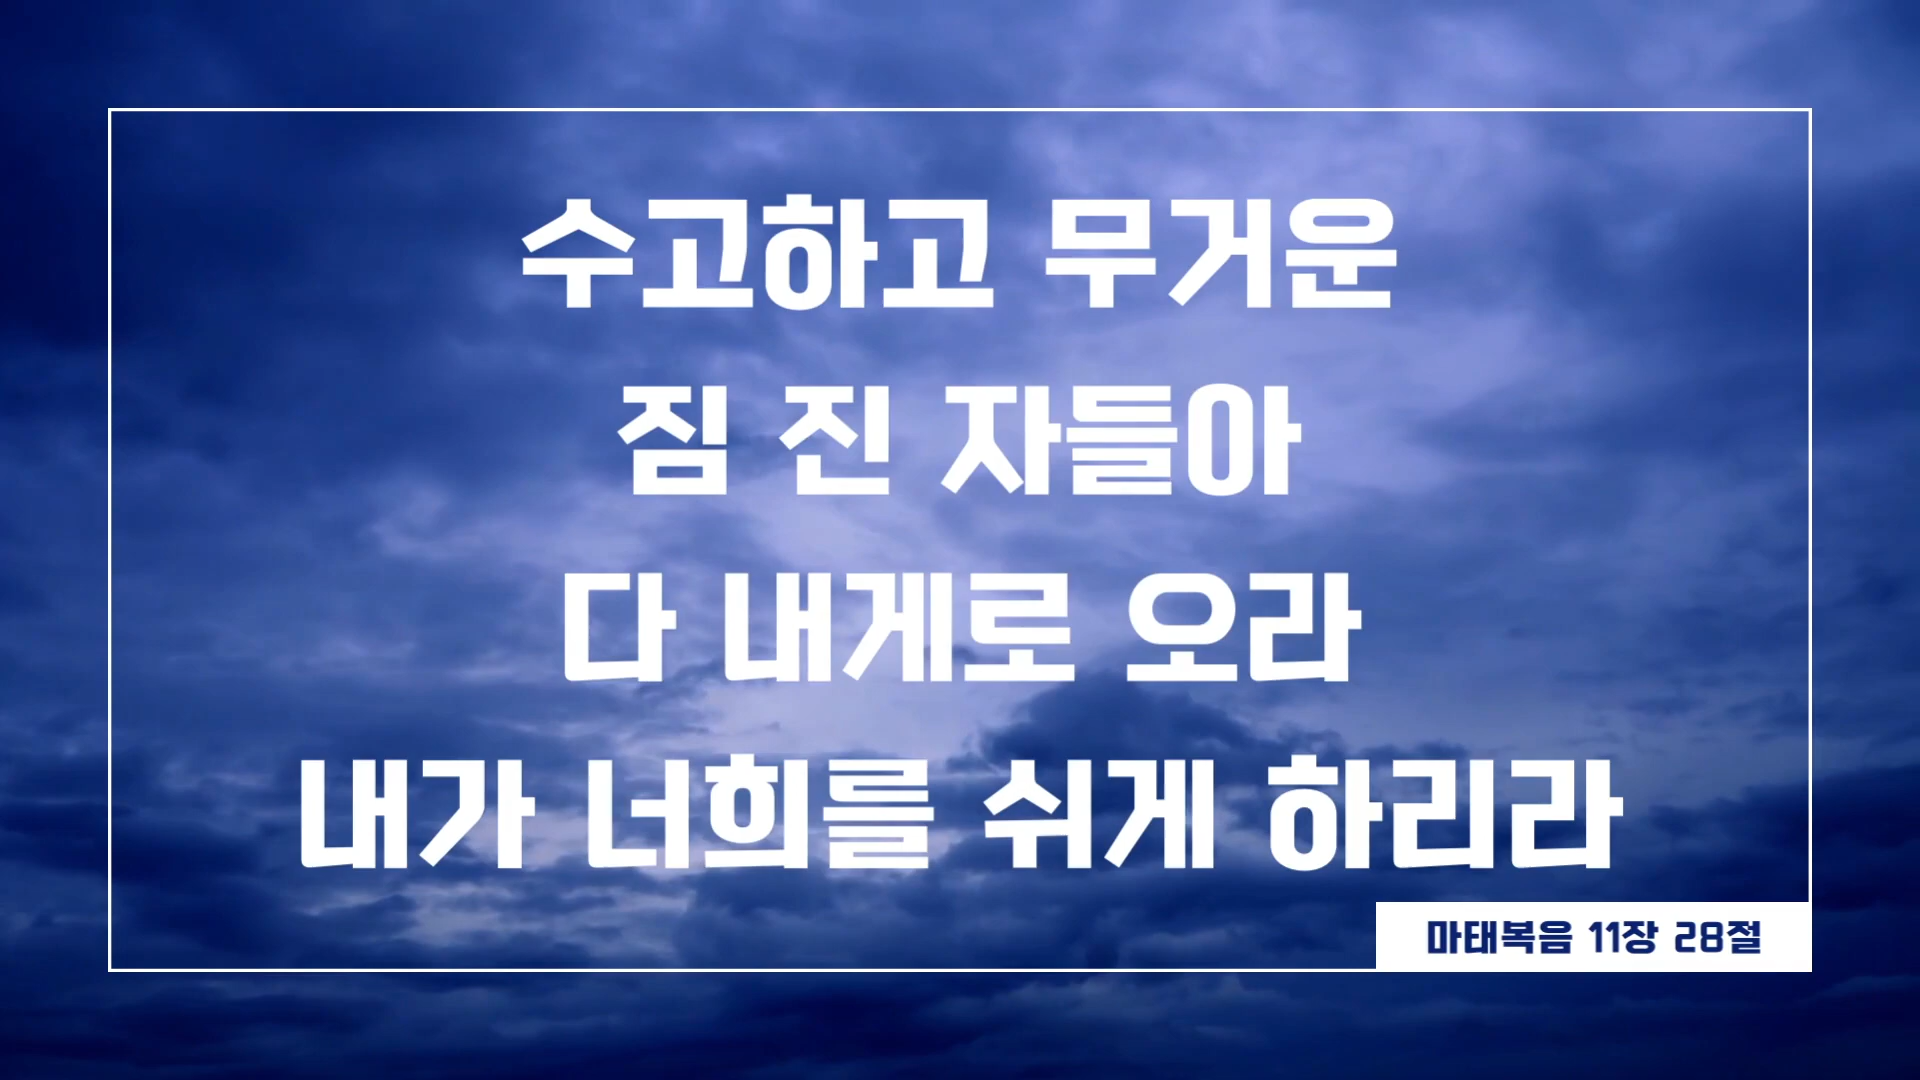 수고하고 무거운
짐 진 자들아
다 내게로 오라
내가 너희를 쉬게 하리라
마태복음 11장 28절